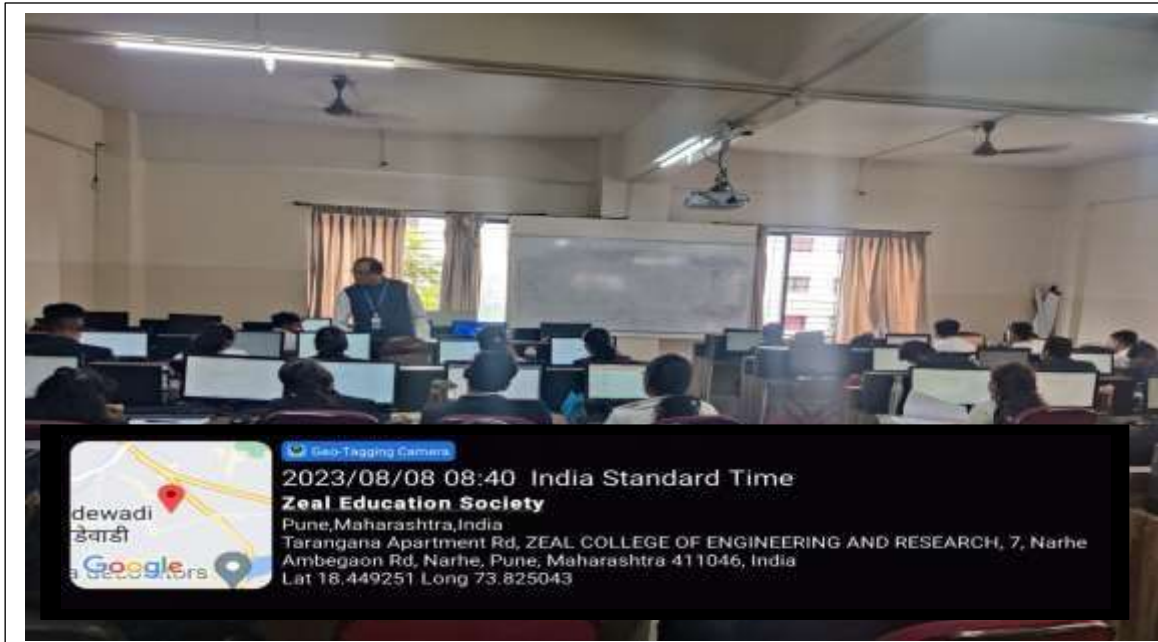 Geo-Tagging Camera
2023/08/08 08:40 India Standard Time
Zeal Education Society
Pune,Maharashtra,India
Tarangana Apartment Rd, ZEAL COLLEGE OF ENGINEERING AND RESEARCH, 7, Narhe
Ambegaon Rd, Narhe, Pune, Maharashtra 411046, India
Lat 18.449251 Long 73.825043
dewadi
डेवाडी
Google